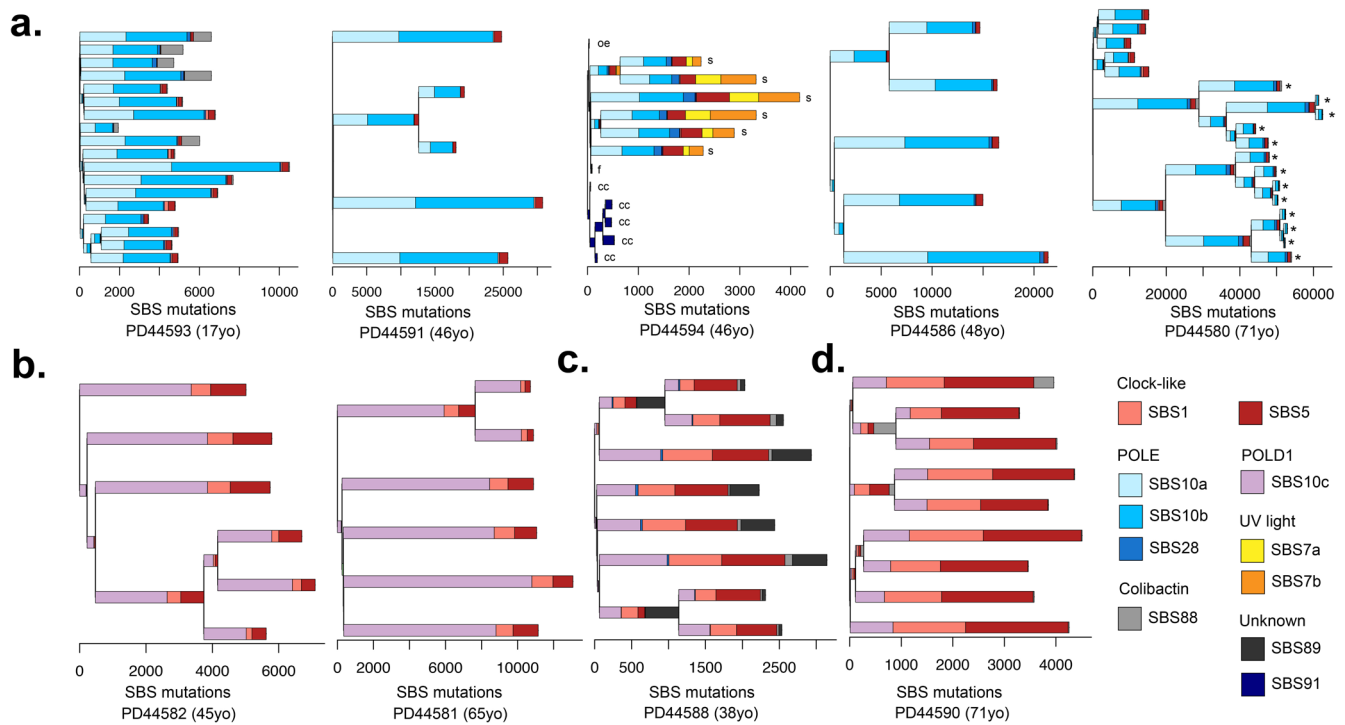 a.
oe
s
s
s
s
s
s
f
cc
cc
cc
cc
cc
*
*
*
*
*
*
*
*
*
*
*
*
*
0 2000 6000 10000
SBS mutations
PD44593 (17yo)
0 5000 15000 25000
SBS mutations
PD44591 (46yo)
0 1000 2000 3000 4000
SBS mutations
PD44594 (46yo)
0 5000 10000 15000 20000
SBS mutations
PD44586 (48yo)
0 20000 40000 60000
SBS mutations
PD44580 (71yo)
b.
0 2000 4000 6000
SBS mutations
PD44582 (45yo)
0 2000 6000 10000
SBS mutations
PD44581 (65yo)
c.
0 500 1500 2500
SBS mutations
PD44588 (38yo)
d.
0 1000 2000 3000 4000
SBS mutations
PD44590 (71yo)
Clock-like
SBS1 SBS5
POLE
SBS10a
SBS10b
SBS28
Colibactin
SBS88
POLD1
SBS10c
UV light
SBS7a
SBS7b
Unknown
SBS89
SBS91